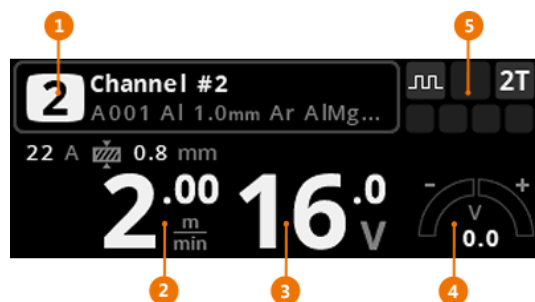 1 5
2 Channel #2 2T
A001 Al 1.0mm Ar AlMg...
22 A 0.8 mm
2.00 m/min 16.0 V - + V 0.0
2 3 4